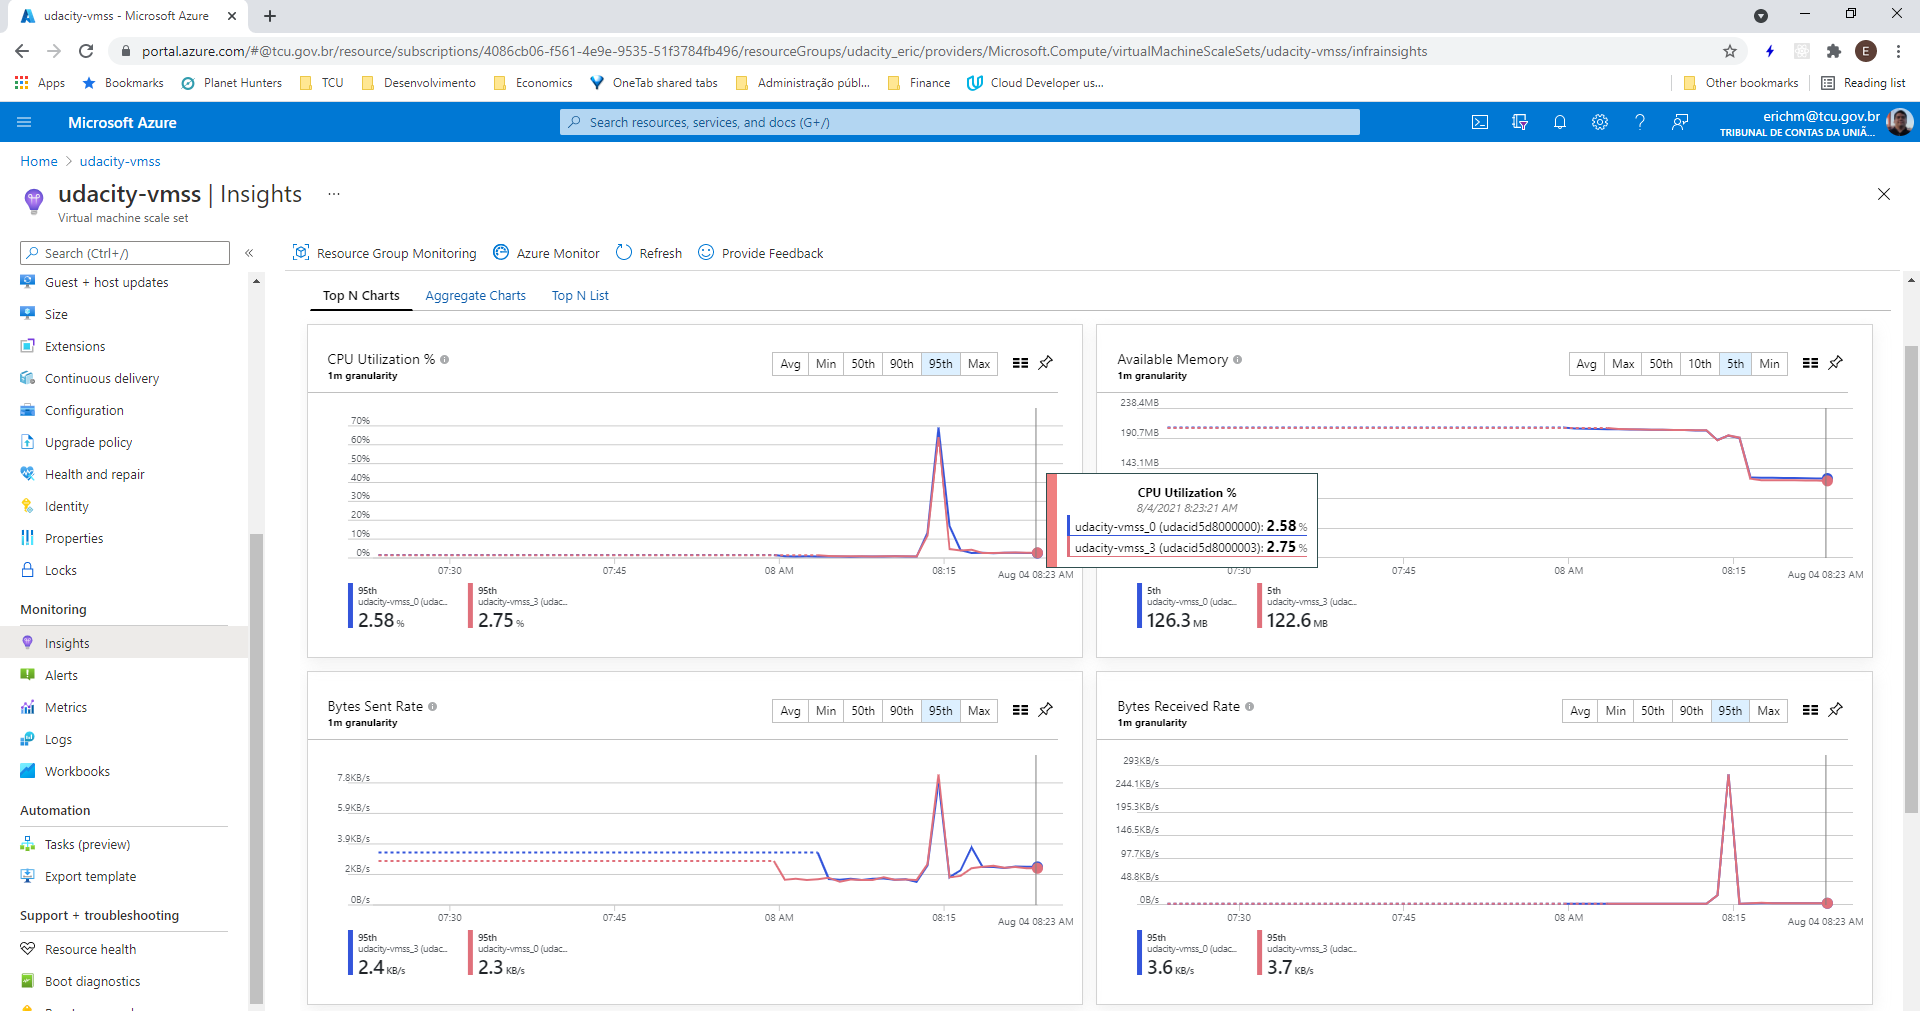 udacity-vmss - Microsoft Azure
portal.azure.com/#@tcu.gov.br/resource/subscriptions/4086cb06-f561-4e9e-9535-51f3784fb496/resourceGroups/udacity_eric/providers/Microsoft.Compute/virtualMachineScaleSets/udacity-vmss/infrainsights
E
Apps Bookmarks Planet Hunters TCU Desenvolvimento Economics OneTab shared tabs Administração públ... Finance Cloud Developer us... Other bookmarks Reading list
Microsoft Azure
Search resources, services, and docs (G+/)
erichm@tcu.gov.br
TRIBUNAL DE CONTAS DA UNIÃ...
Home > udacity-vmss
udacity-vmss | Insights ...
Virtual machine scale set
Search (Ctrl+/)
«
Guest + host updates
Size
Extensions
Continuous delivery
Configuration
Upgrade policy
Health and repair
Identity
Properties
Locks
Monitoring
Insights
Alerts
Metrics
Logs
Workbooks
Automation
Tasks (preview)
Export template
Support + troubleshooting
Resource health
Boot diagnostics
Resource Group Monitoring Azure Monitor Refresh Provide Feedback
Top N Charts Aggregate Charts Top N List
CPU Utilization %
1m granularity
Avg Min 50th 90th 95th Max
70%
60%
50%
40%
30%
20%
10%
0%
07:30 07:45 08 AM 08:15 Aug 04 08:23 AM
95th
udacity-vmss_0 (udac...
2.58 %
95th
udacity-vmss_3 (udac...
2.75 %
CPU Utilization %
8/4/2021 8:23:21 AM
udacity-vmss_0 (udacid5d8000000): 2.58 %
udacity-vmss_3 (udacid5d8000003): 2.75 %
Available Memory
1m granularity
Avg Max 50th 10th 5th Min
238.4MB
190.7MB
143.1MB
07:30 07:45 08 AM 08:15 Aug 04 08:23 AM
5th
udacity-vmss_0 (udac...
126.3 MB
5th
udacity-vmss_3 (udac...
122.6 MB
Bytes Sent Rate
1m granularity
Avg Min 50th 90th 95th Max
7.8KB/s
5.9KB/s
3.9KB/s
2KB/s
0B/s
07:30 07:45 08 AM 08:15 Aug 04 08:23 AM
95th
udacity-vmss_3 (udac...
2.4 KB/s
95th
udacity-vmss_0 (udac...
2.3 KB/s
Bytes Received Rate
1m granularity
Avg Min 50th 90th 95th Max
293KB/s
244.1KB/s
195.3KB/s
146.5KB/s
97.7KB/s
48.8KB/s
0B/s
07:30 07:45 08 AM 08:15 Aug 04 08:23 AM
95th
udacity-vmss_0 (udac...
3.6 KB/s
95th
udacity-vmss_3 (udac...
3.7 KB/s